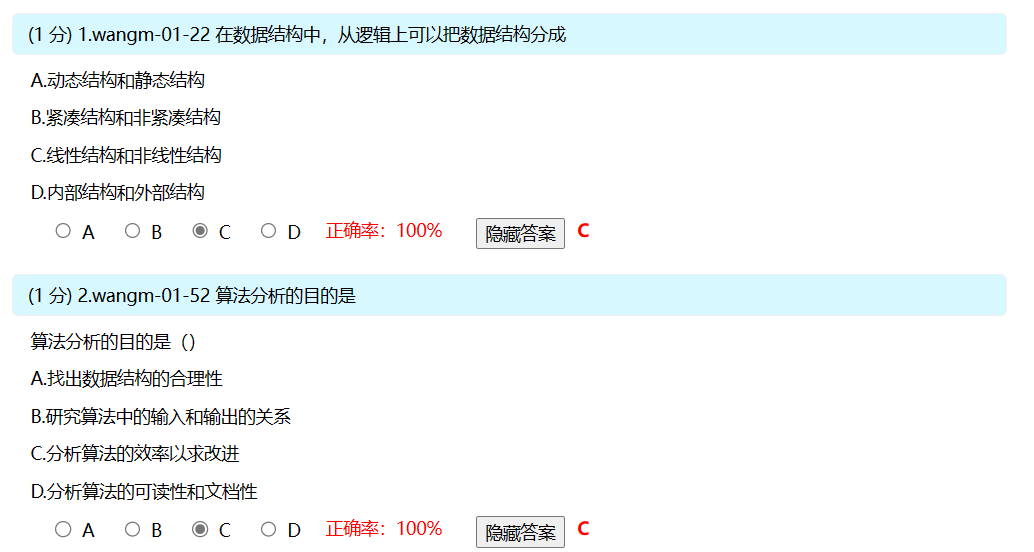 (1 分) 1.wangm-01-22 在数据结构中，从逻辑上可以把数据结构分成
A.动态结构和静态结构
B.紧凑结构和非紧凑结构
C.线性结构和非线性结构
D.内部结构和外部结构
A B C D 正确率：100% 隐藏答案 C
(1 分) 2.wangm-01-52 算法分析的目的是
算法分析的目的是（）
A.找出数据结构的合理性
B.研究算法中的输入和输出的关系
C.分析算法的效率以求改进
D.分析算法的可读性和文档性
A B C D 正确率：100% 隐藏答案 C